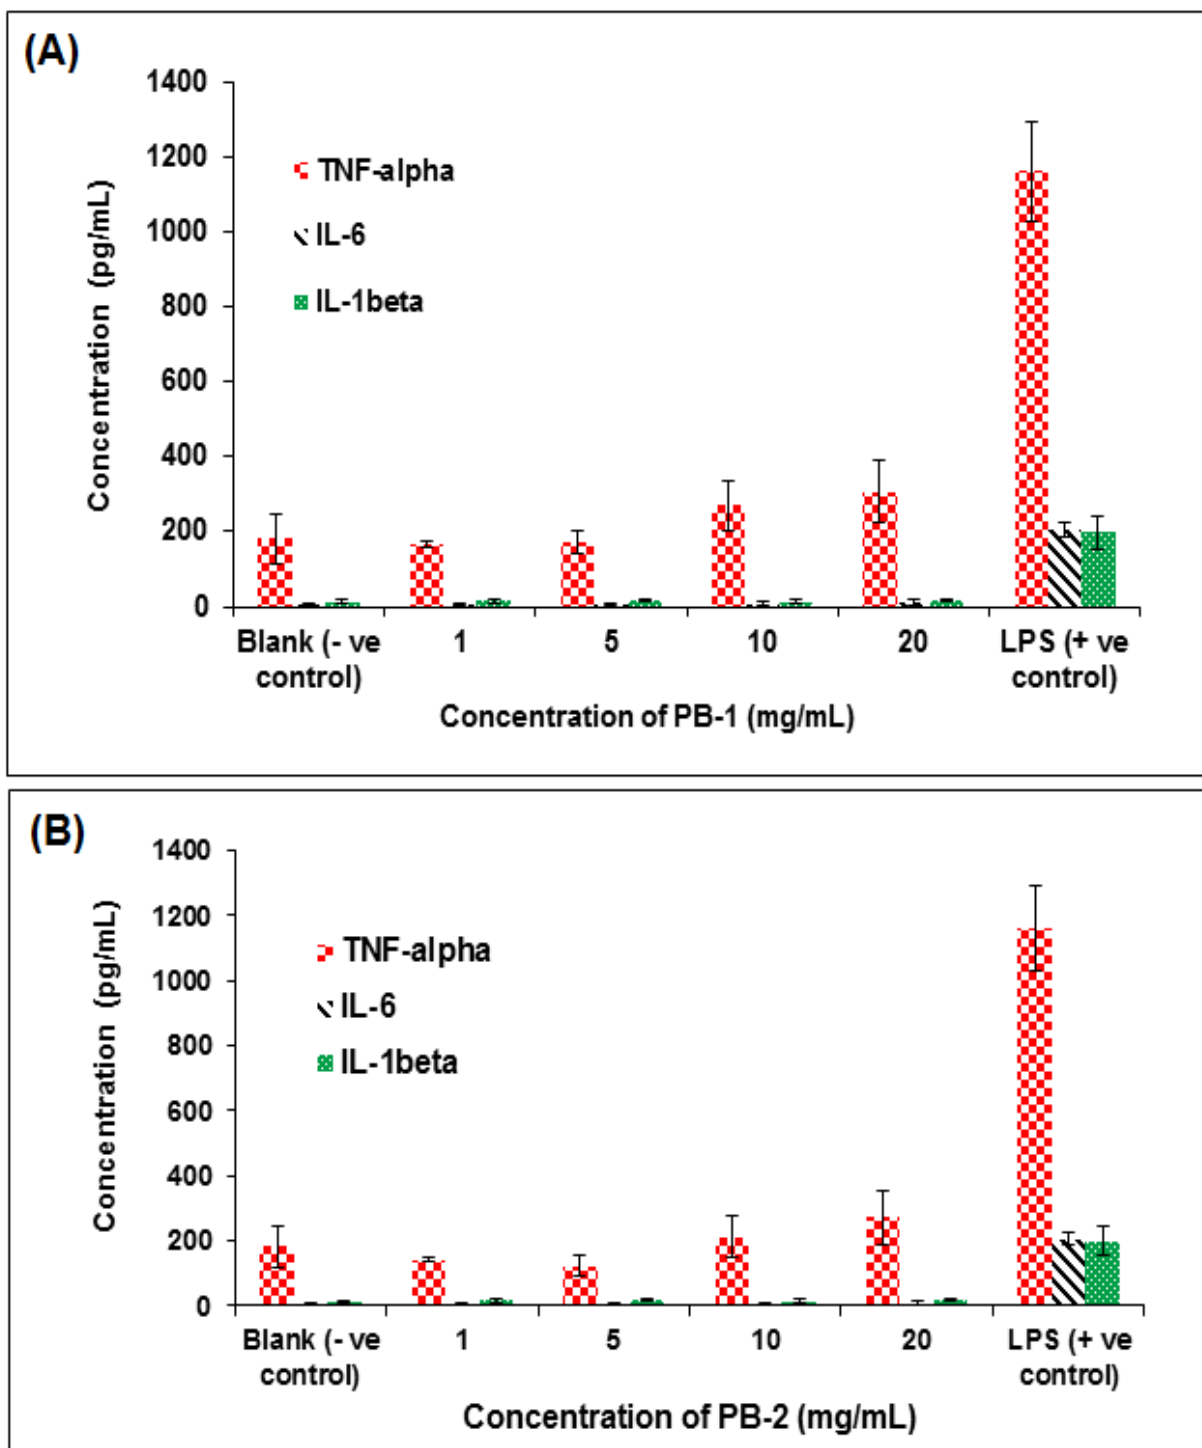 (A)
Concentration (pg/mL)
1400
1200
1000
800
600
400
200
0
TNF-alpha
IL-6
IL-1beta
Blank (- ve
control)
1
5
10
20
LPS (+ ve
control)
Concentration of PB-1 (mg/mL)
(B)
Concentration (pg/mL)
1400
1200
1000
800
600
400
200
0
TNF-alpha
IL-6
IL-1beta
Blank (- ve
control)
1
5
10
20
LPS (+ ve
control)
Concentration of PB-2 (mg/mL)